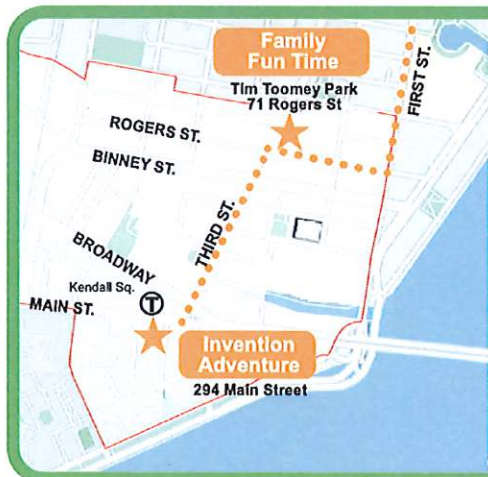 Family
Fun Time
Tim Toomey Park
71 Rogers St
FIRST ST.
ROGERS ST.
BINNEY ST.
THIRD ST.
BROADWAY
Kendall Sq.
T
MAIN ST.
Invention
Adventure
294 Main Street